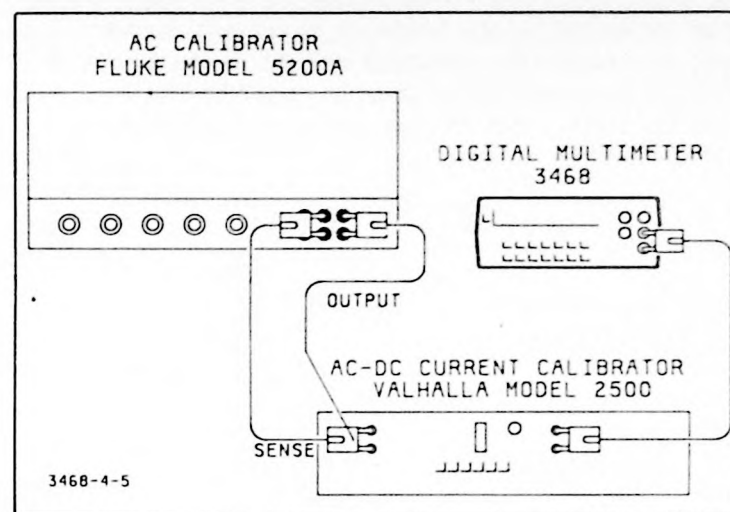 AC CALIBRATOR
FLUKE MODEL 5200A
DIGITAL MULTIMETER
3468
OUTPUT
AC-DC CURRENT CALIBRATOR
VALHALLA MODEL 2500
SENSE
3468-4-5